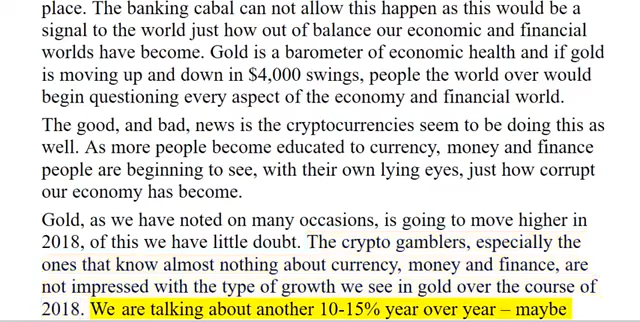 place. The banking cabal can not allow this happen as this would be a
signal to the world just how out of balance our economic and financial
worlds have become. Gold is a barometer of economic health and if gold
is moving up and down in $4,000 swings, people the world over would
begin questioning every aspect of the economy and financial world.
The good, and bad, news is the cryptocurrencies seem to be doing this as
well. As more people become educated to currency, money and finance
people are beginning to see, with their own lying eyes, just how corrupt
our economy has become.
Gold, as we have noted on many occasions, is going to move higher in
2018, of this we have little doubt. The crypto gamblers, especially the
ones that know almost nothing about currency, money and finance, are
not impressed with the type of growth we see in gold over the course of
2018. We are talking about another 10-15% year over year – maybe